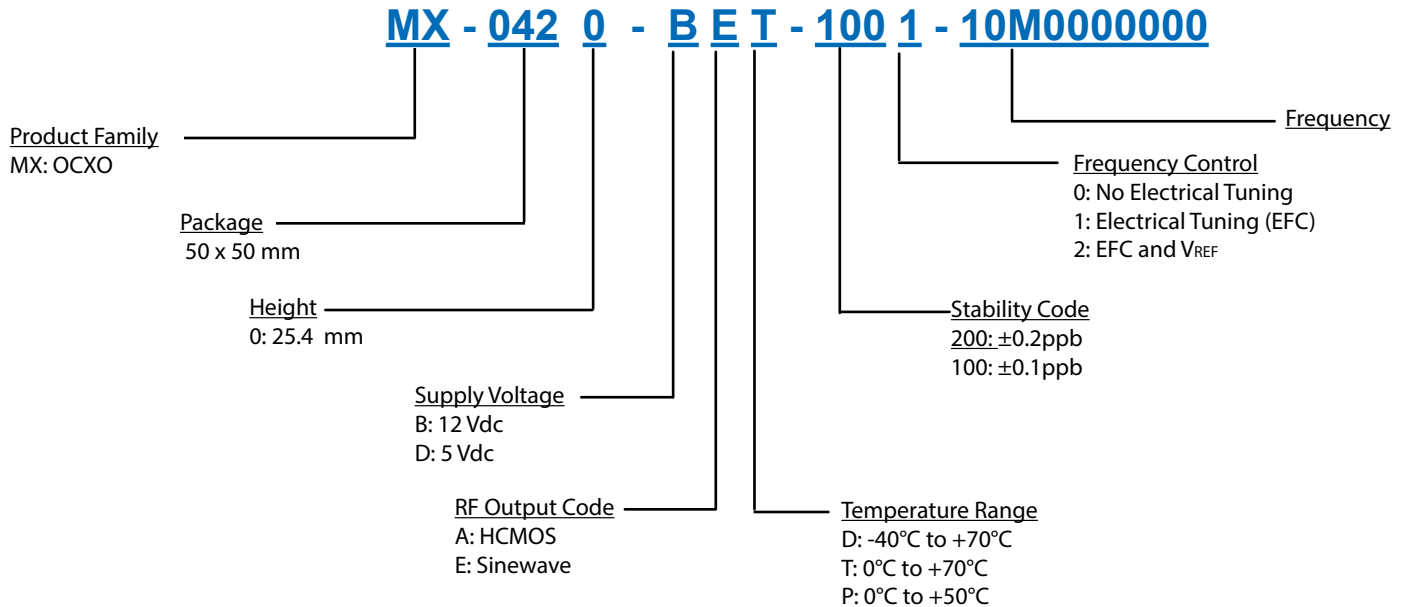 MX - 042 0 - B E T - 100 1 - 10M0000000
Product Family
MX: OCXO
Package
50 x 50 mm
Height
0: 25.4 mm
Supply Voltage
B: 12 Vdc
D: 5 Vdc
RF Output Code
A: HCMOS
E: Sinewave
Temperature Range
D: -40°C to +70°C
T: 0°C to +70°C
P: 0°C to +50°C
Stability Code
200: ±0.2ppb
100: ±0.1ppb
Frequency Control
0: No Electrical Tuning
1: Electrical Tuning (EFC)
2: EFC and VREF
Frequency